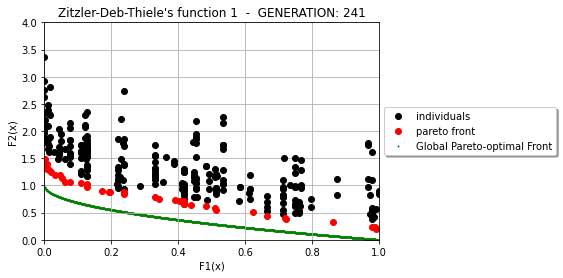 Zitzler-Deb-Thiele's function 1 - GENERATION: 241
4.0
3.5
3.0
2.5
2.0
1.5
1.0
0.5
0.0
F2(x)
0.0 0.2 0.4 0.6 0.8 1.0
F1(x)
individuals
pareto front
Global Pareto-optimal Front